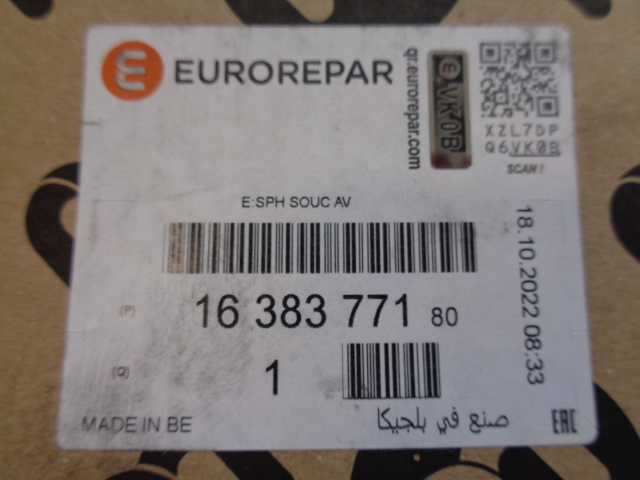 EUROREPAR
qr.eurorepar.com
VK0B
XZL7DP
Q6VK0B
SCAN !
E:SPH SOUC AV
18.10.2022 08:33
(P)
16 383 771 80
(Q)
1
MADE IN BE
صنع في بلجيكا
EAC